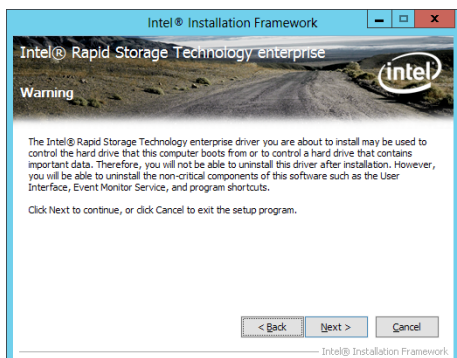 Intel® Installation Framework
Intel® Rapid Storage Technology enterprise
intel
Warning
The Intel® Rapid Storage Technology enterprise driver you are about to install may be used to
control the hard drive that this computer boots from or to control a hard drive that contains
important data. Therefore, you will not be able to uninstall this driver after installation. However,
you will be able to uninstall the non-critical components of this software such as the User
Interface, Event Monitor Service, and program shortcuts.
Click Next to continue, or click Cancel to exit the setup program.
< Back Next > Cancel
Intel® Installation Framework